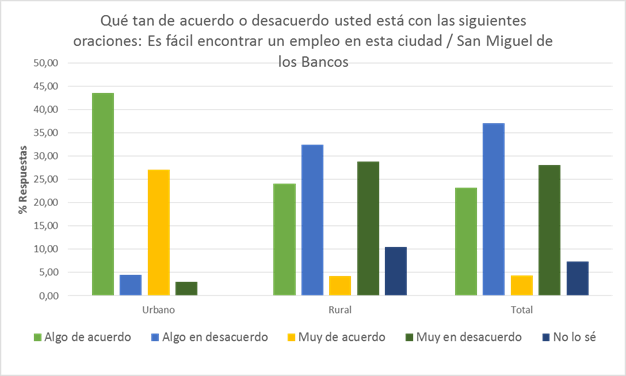 Qué tan de acuerdo o desacuerdo usted está con las siguientes
oraciones: Es fácil encontrar un empleo en esta ciudad / San Miguel de
los Bancos
50,00
45,00
40,00
35,00
30,00
25,00
20,00
15,00
10,00
5,00
0,00
% Respuestas
Urbano Rural Total
Algo de acuerdo Algo en desacuerdo Muy de acuerdo Muy en desacuerdo No lo sé